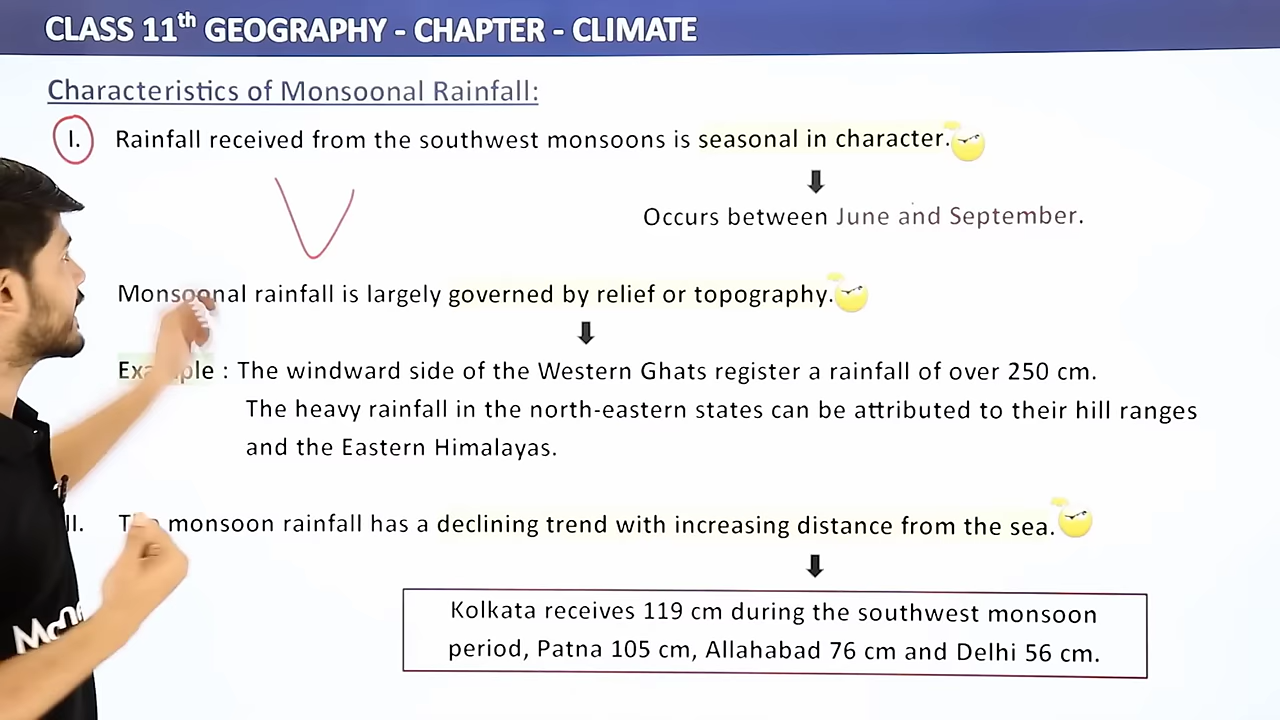 CLASS 11th GEOGRAPHY - CHAPTER - CLIMATE
Characteristics of Monsoonal Rainfall:
I. Rainfall received from the southwest monsoons is seasonal in character.
Occurs between June and September.
Monsoonal rainfall is largely governed by relief or topography.
Example : The windward side of the Western Ghats register a rainfall of over 250 cm.
The heavy rainfall in the north-eastern states can be attributed to their hill ranges
and the Eastern Himalayas.
II. The monsoon rainfall has a declining trend with increasing distance from the sea.
Kolkata receives 119 cm during the southwest monsoon
period, Patna 105 cm, Allahabad 76 cm and Delhi 56 cm.